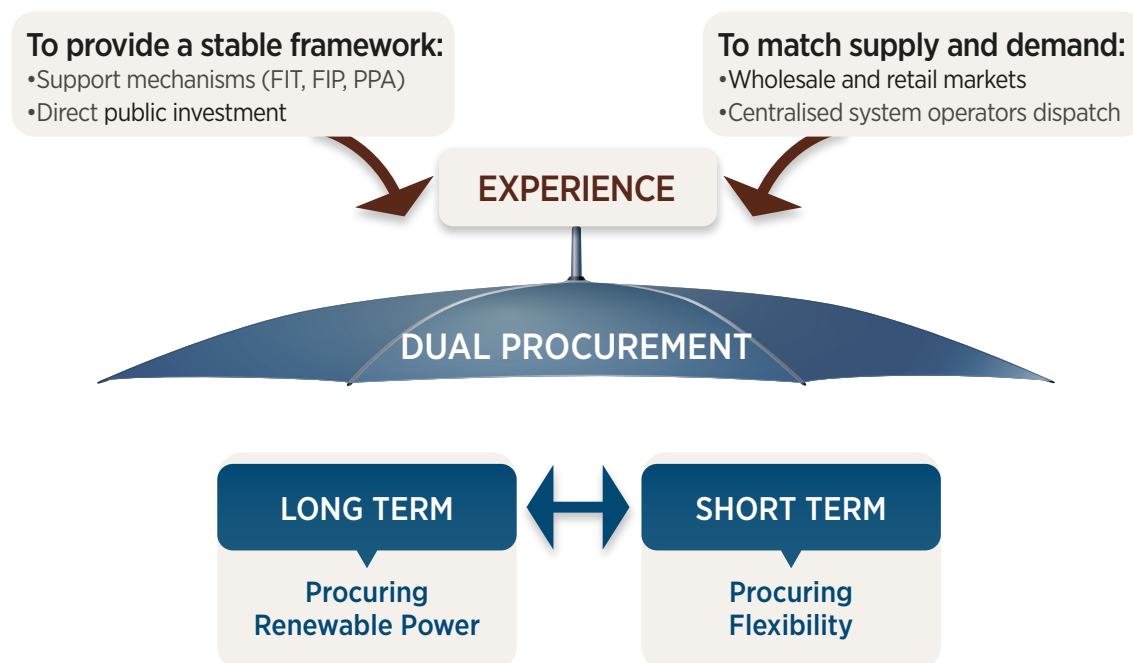 To provide a stable framework:
•Support mechanisms (FIT, FIP, PPA)
•Direct public investment
To match supply and demand:
•Wholesale and retail markets
•Centralised system operators dispatch
EXPERIENCE
DUAL PROCUREMENT
LONG TERM
Procuring
Renewable Power
SHORT TERM
Procuring
Flexibility